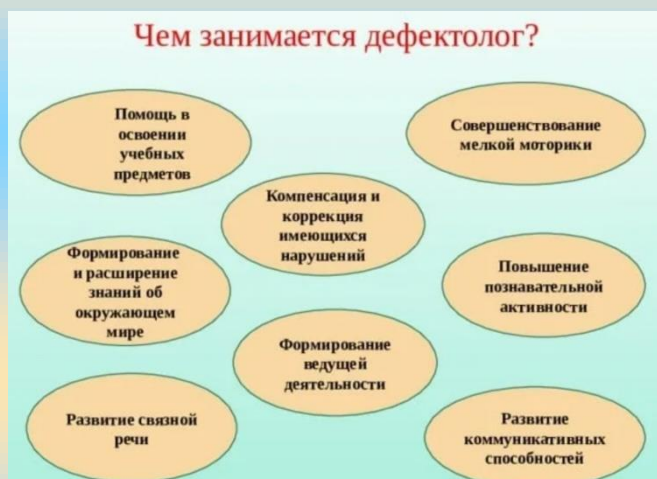 Чем занимается дефектолог?
Помощь в
освоении
учебных
предметов
Совершенствование
мелкой моторики
Компенсация и
коррекция
имеющихся
нарушений
Формирование
и расширение
знаний об
окружающем
мире
Повышение
познавательной
активности
Формирование
ведущей
деятельности
Развитие связной
речи
Развитие
коммуникативных
способностей